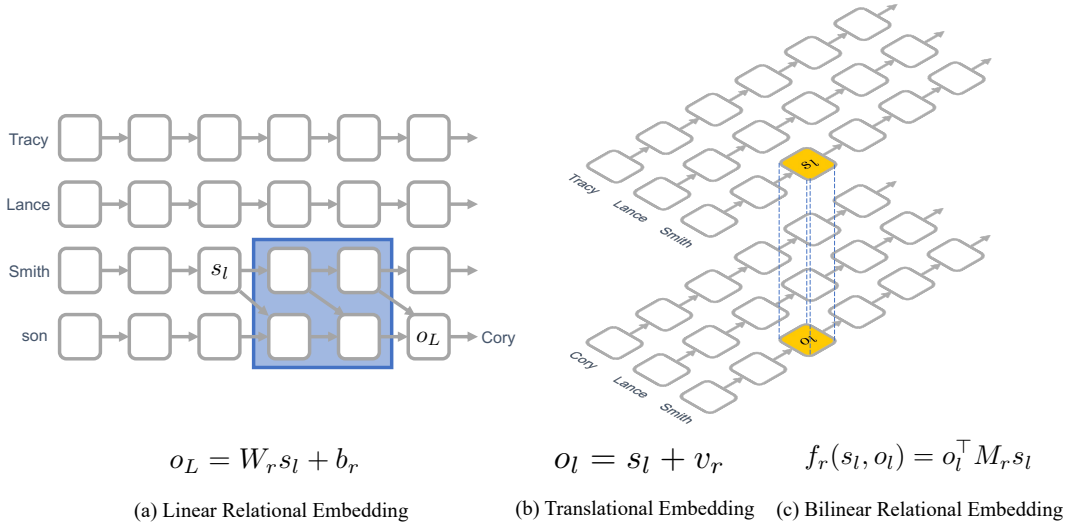 Tracy
Lance
Smith
s_l
son
o_L
Cory
o_L = W_r s_l + b_r
(a) Linear Relational Embedding
s_l
Tracy
Lance
Smith
o_l
Cory
Lance
Smith
o_l = s_l + v_r
(b) Translational Embedding
f_r(s_l, o_l) = o_l^⊤ M_r s_l
(c) Bilinear Relational Embedding